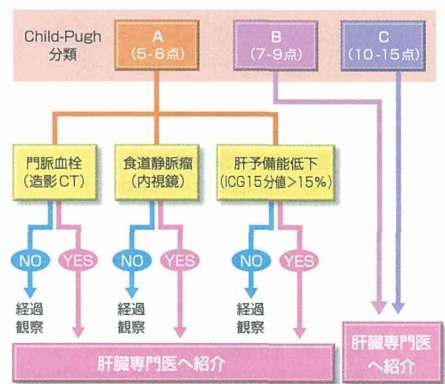 Child-Pugh
分類
A
(5-6点)
B
(7-9点)
C
(10-15点)
門脈血栓
(造影CT)
食道静脈瘤
(内視鏡)
肝予備能低下
(ICG15分値>15%)
NO
YES
NO
YES
NO
YES
経過
観察
経過
観察
経過
観察
肝臓専門医へ紹介
肝臓専門医
へ紹介